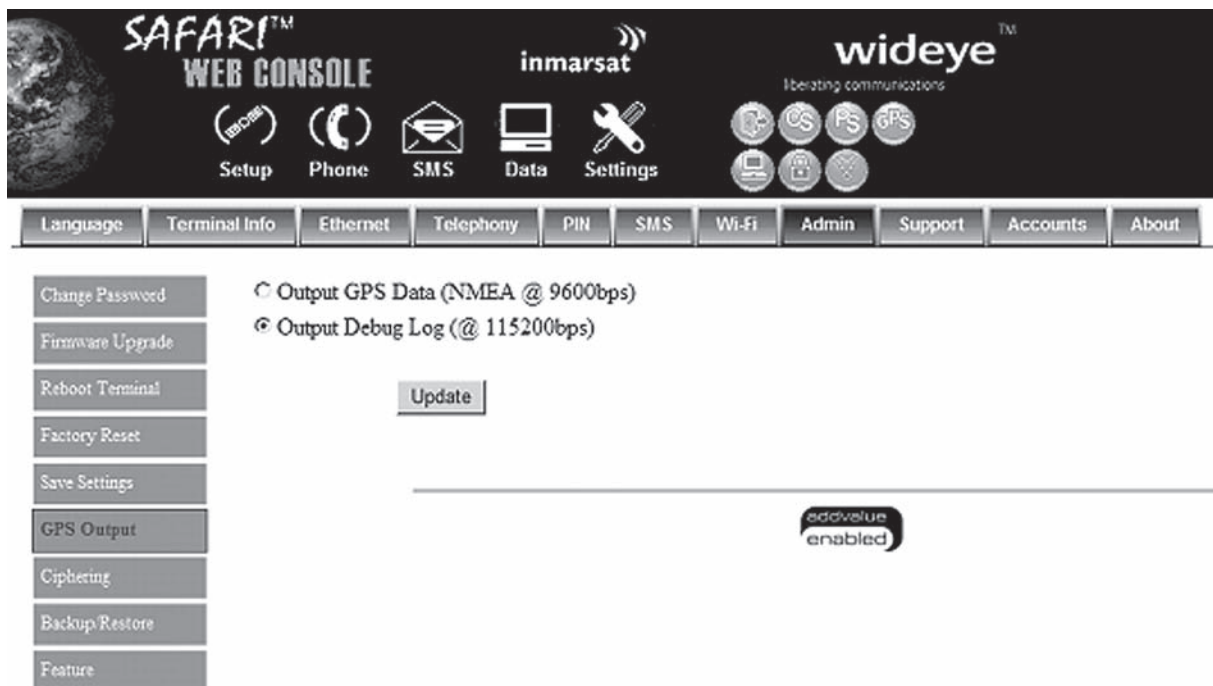 SAFARI™
WEB CONSOLE
inmarsat
wideye™
liberating communications
Setup Phone SMS Data Settings
CS PS GPS
Language Terminal Info Ethernet Telephony PIN SMS Wi-Fi Admin Support Accounts About
Change Password
Firmware Upgrade
Reboot Terminal
Factory Reset
Save Settings
GPS Output
Ciphering
Backup/Restore
Feature
Output GPS Data (NMEA @ 9600bps)
Output Debug Log (@ 115200bps)
Update
addvalue
enabled